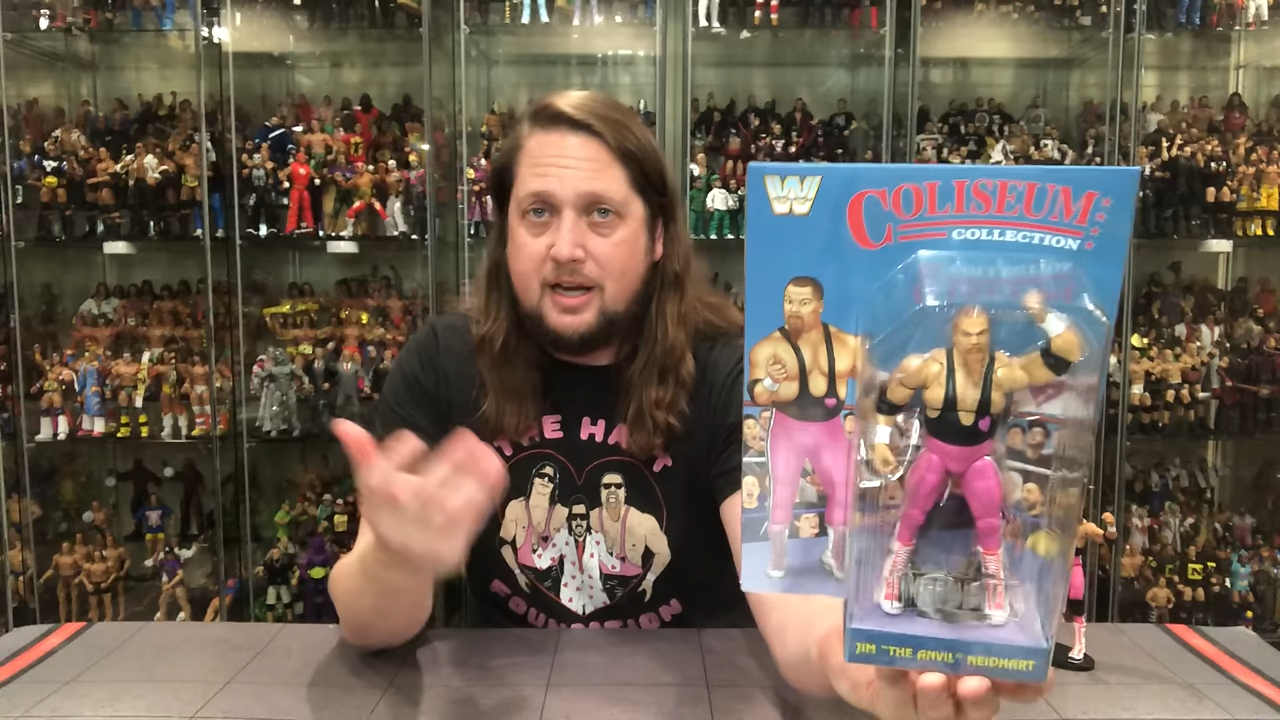 W
COLISEUM
COLLECTION
JIM "THE ANVIL" NEIDHART
THE HART
FOUNDATION